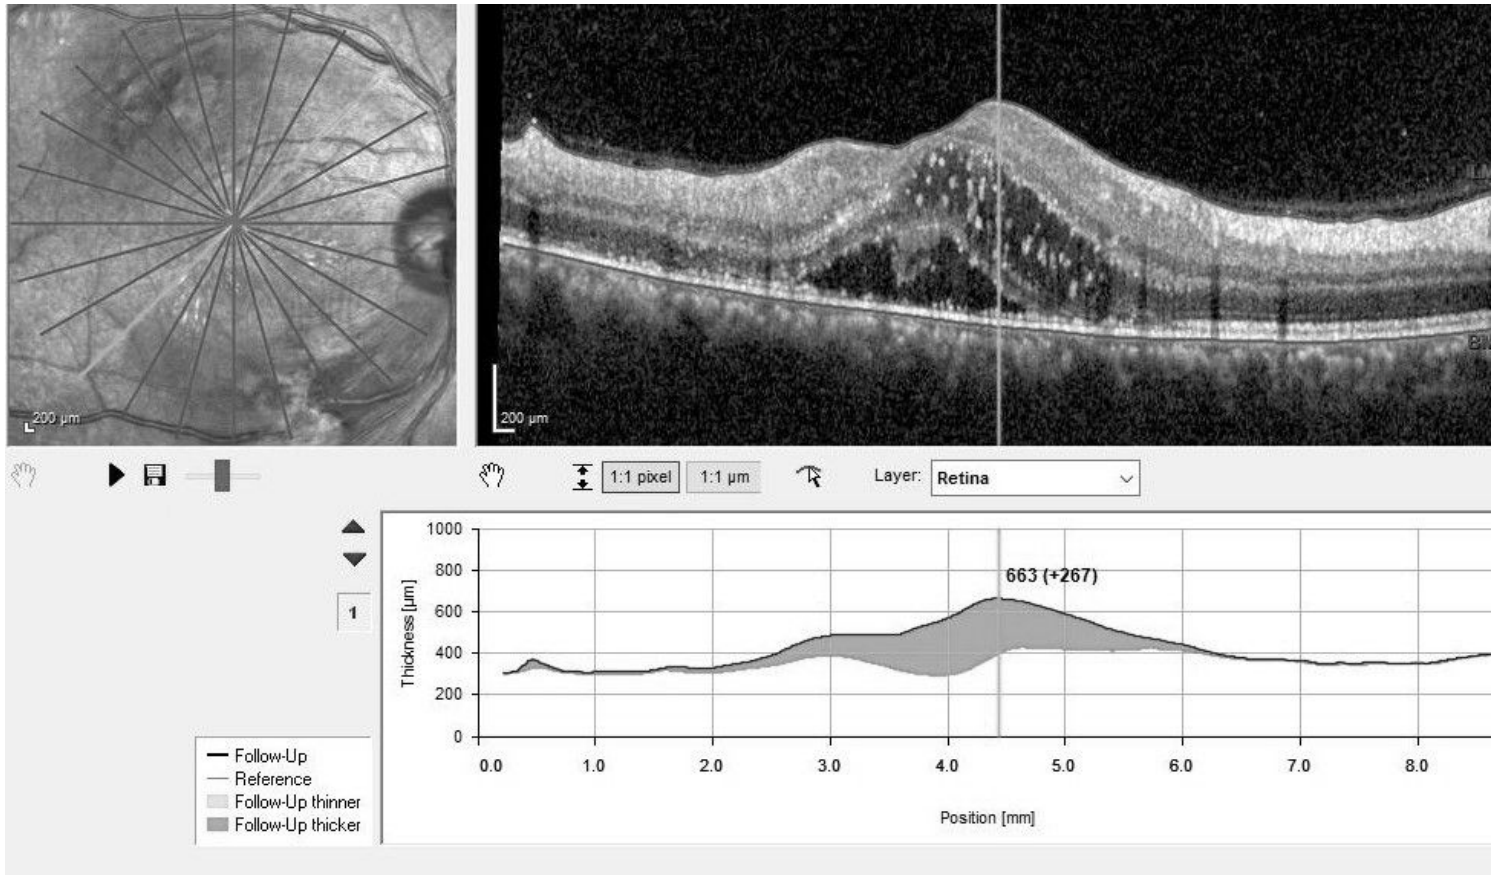 200 µm
200 µm
1:1 pixel
1:1 µm
Layer:
Retina
1
1000
800
600
400
200
0
Thickness [µm]
663 (+267)
0.0 1.0 2.0 3.0 4.0 5.0 6.0 7.0 8.0
Position [mm]
Follow-Up
Reference
Follow-Up thinner
Follow-Up thicker